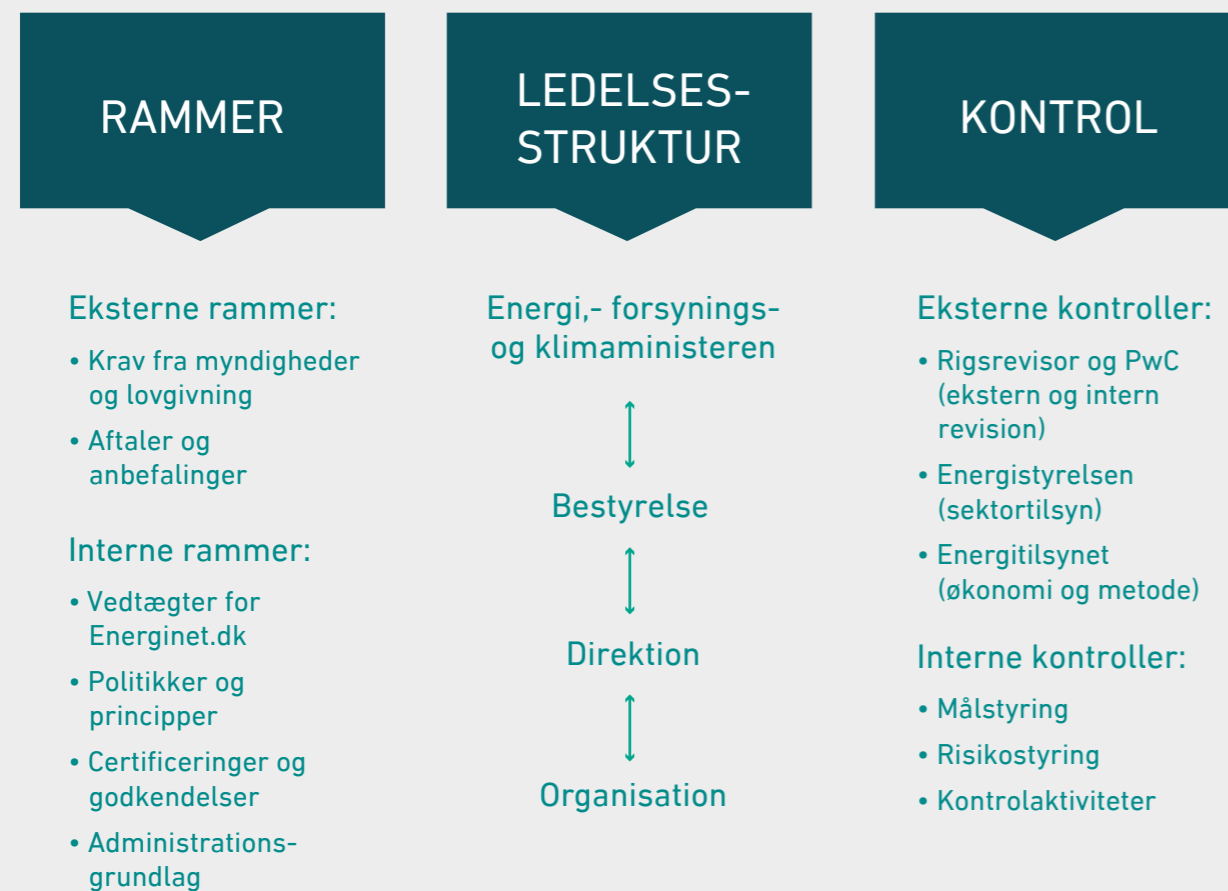 RAMMER
Eksterne rammer:
• Krav fra myndigheder
og lovgivning
• Aftaler og
anbefalinger
Interne rammer:
• Vedtægter for
Energinet.dk
• Politikker og
principper
• Certificeringer og
godkendelser
• Administrations-
grundlag
LEDELSES-
STRUKTUR
Energi,- forsynings-
og klimaministeren
Bestyrelse
Direktion
Organisation
KONTROL
Eksterne kontroller:
• Rigsrevisor og PwC
(ekstern og intern
revision)
• Energistyrelsen
(sektortilsyn)
• Energitilsynet
(økonomi og metode)
Interne kontroller:
• Målstyring
• Risikostyring
• Kontrolaktiviteter